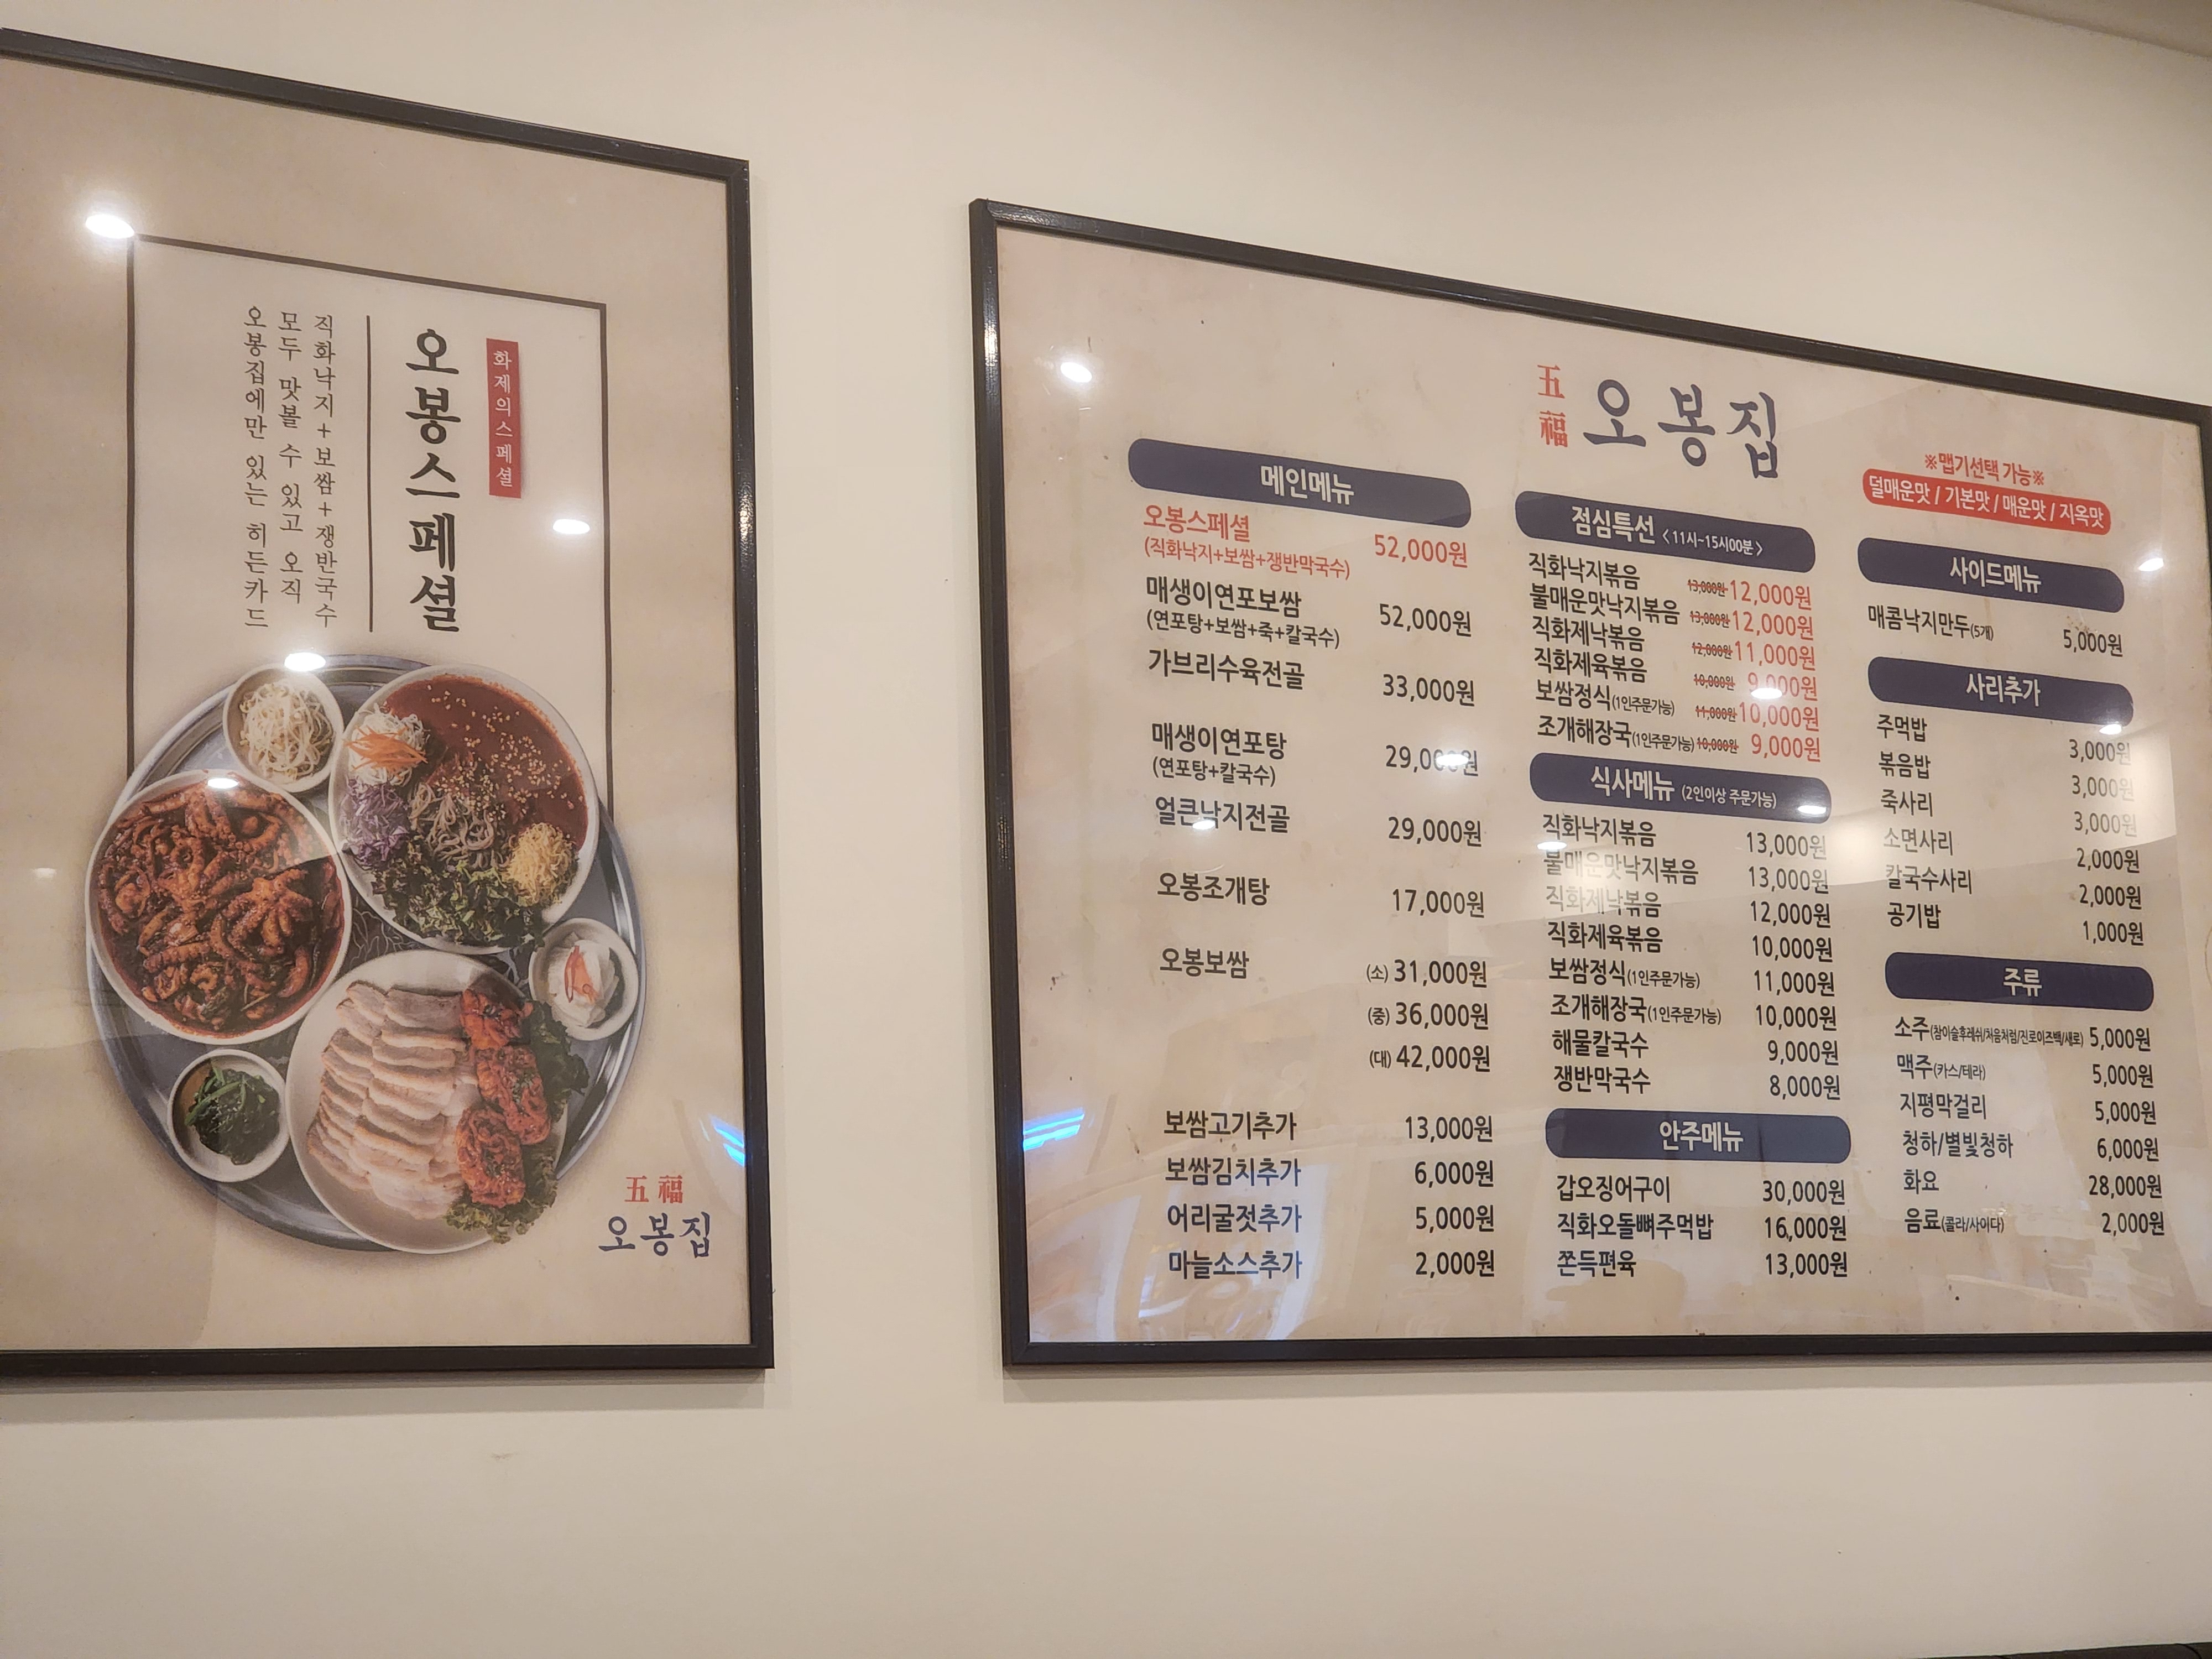 화제의스페셜
오봉스페셜
직화낙지+보쌈+쟁반국수
모두 맛볼 수 있고 오직
오봉집에만 있는 히든카드
五福
오봉집
五福 오봉집
메인메뉴
오봉스페셜 52,000원
(직화낙지+보쌈+쟁반막국수)
매생이연포보쌈 52,000원
(연포탕+보쌈+죽+칼국수)
가브리수육전골 33,000원
매생이연포탕 29,000원
(연포탕+칼국수)
얼큰낙지전골 29,000원
오봉조개탕 17,000원
오봉보쌈 (소) 31,000원
(중) 36,000원
(대) 42,000원
보쌈고기추가 13,000원
보쌈김치추가 6,000원
어리굴젓추가 5,000원
마늘소스추가 2,000원
점심특선 <11시~15시00분>
직화낙지볶음 13,000원 12,000원
불매운맛낙지볶음 13,000원 12,000원
직화제낙볶음 12,000원 11,000원
직화제육볶음 10,000원 9,000원
보쌈정식(1인주문가능) 11,000원 10,000원
조개해장국(1인주문가능) 10,000원 9,000원
식사메뉴 (2인이상 주문가능)
직화낙지볶음 13,000원
불매운맛낙지볶음 13,000원
직화제낙볶음 12,000원
직화제육볶음 10,000원
보쌈정식(1인주문가능) 11,000원
조개해장국(1인주문가능) 10,000원
해물칼국수 9,000원
쟁반막국수 8,000원
안주메뉴
갑오징어구이 30,000원
직화오돌뼈주먹밥 16,000원
쫀득편육 13,000원
※맵기선택 가능※
덜매운맛 / 기본맛 / 매운맛 / 지옥맛
사이드메뉴
매콤낙지만두(5개) 5,000원
사리추가
주먹밥 3,000원
볶음밥 3,000원
죽사리 3,000원
소면사리 2,000원
칼국수사리 2,000원
공기밥 1,000원
주류
소주(참이슬후레쉬/처음처럼/진로이즈백/새로) 5,000원
맥주(카스/테라) 5,000원
지평막걸리 5,000원
청하/별빛청하 6,000원
화요 28,000원
음료(콜라/사이다) 2,000원